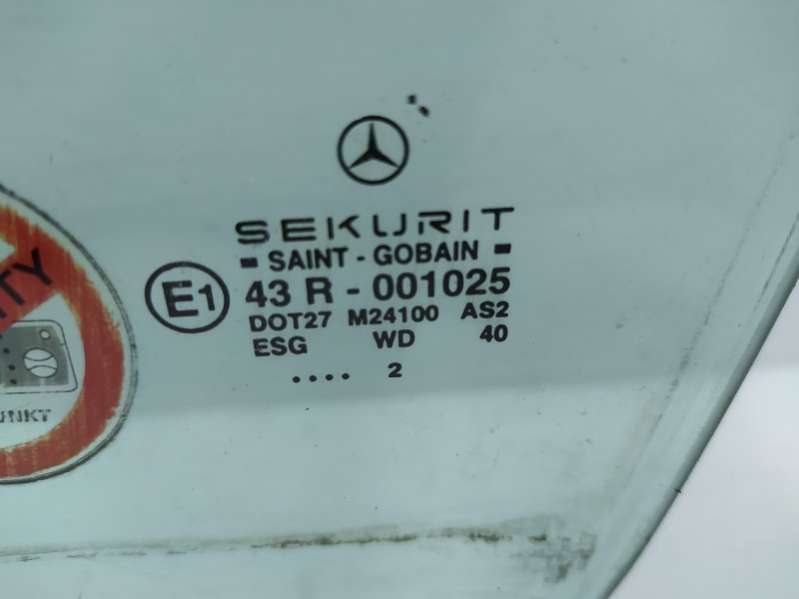 SEKURIT
- SAINT - GOBAIN -
E1 43 R - 001025
DOT27 M24100 AS2
ESG WD 40
.... 2